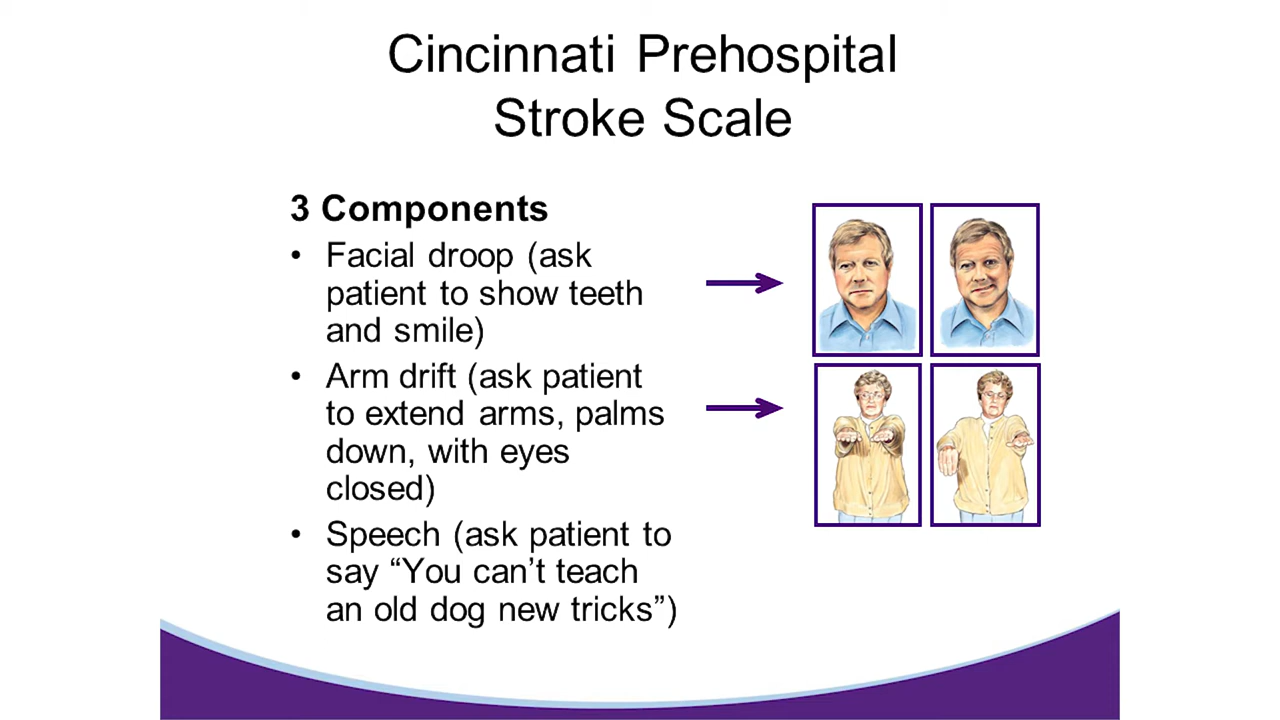 Cincinnati Prehospital
Stroke Scale
3 Components
• Facial droop (ask
patient to show teeth
and smile)
• Arm drift (ask patient
to extend arms, palms
down, with eyes
closed)
• Speech (ask patient to
say “You can’t teach
an old dog new tricks”)